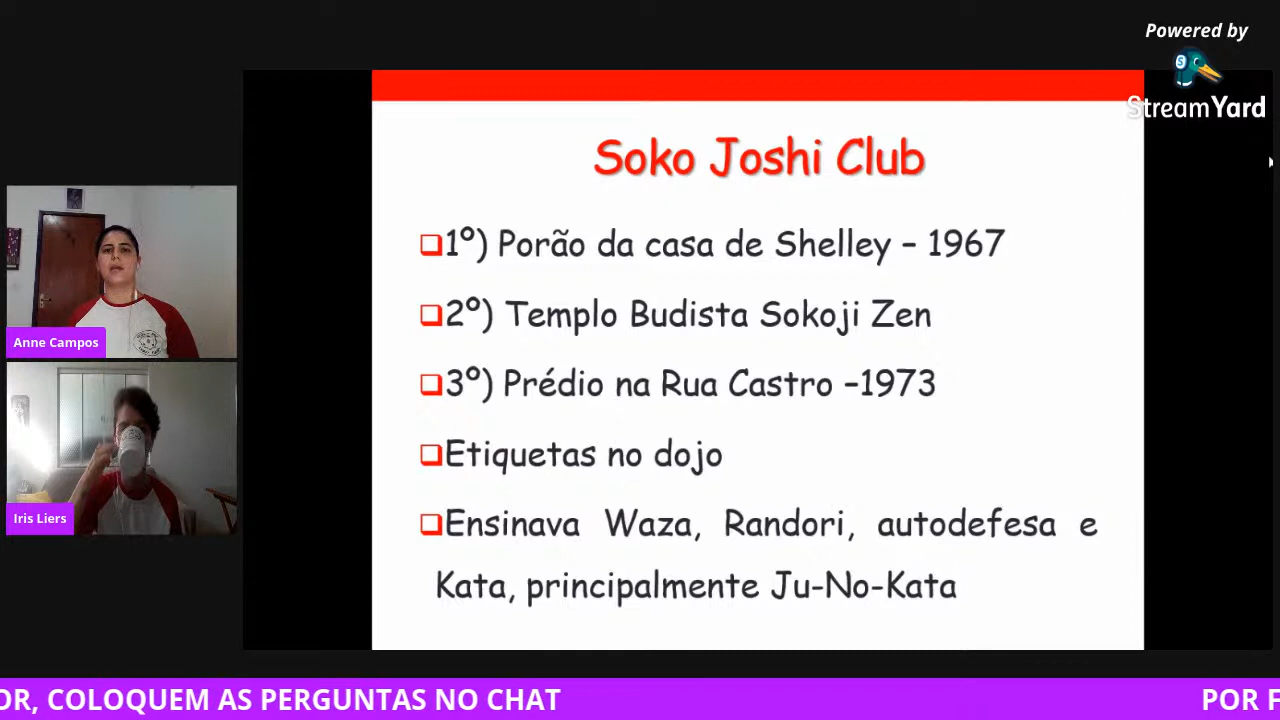 Powered by
StreamYard
Soko Joshi Club
1º) Porão da casa de Shelley – 1967
2º) Templo Budista Sokoji Zen
3º) Prédio na Rua Castro –1973
Etiquetas no dojo
Ensinava Waza, Randori, autodefesa e
Kata, principalmente Ju-No-Kata
Anne Campos
Iris Liers
OR, COLOQUEM AS PERGUNTAS NO CHAT
POR F